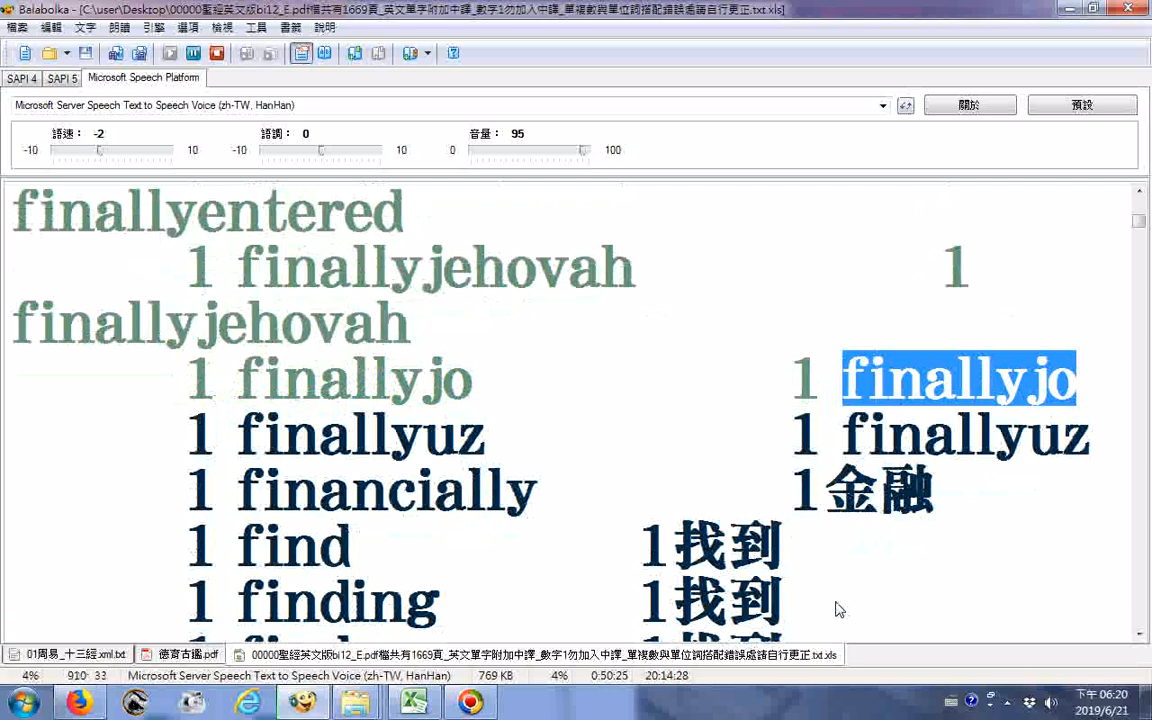 Balabolka - [C:\user\Desktop\00000聖經英文版bi12_E.pdf檔共有1669頁_英文單字附加中譯_數字1勿加入中譯_單複數與單位詞搭配錯誤處請自行更正.txt.xls]
檔案 編輯 文字 朗讀 引擎 選項 檢視 工具 書籤 說明
SAPI 4 SAPI 5 Microsoft Speech Platform
Microsoft Server Speech Text to Speech Voice (zh-TW, HanHan) 關於 預設
語速： -2 語調： 0 音量： 95
-10 10 -10 10 0 100
finallyentered
1 finallyjehovah 1
finallyjehovah
1 finallyjo 1 finallyjo
1 finallyuz 1 finallyuz
1 financially 1金融
1 find 1找到
1 finding 1找到
01周易_十三經.xml.txt 德育古鑑.pdf 00000聖經英文版bi12_E.pdf檔共有1669頁_英文單字附加中譯_數字1勿加入中譯_單複數與單位詞搭配錯誤處請自行更正.txt.xls
4% 910: 33 Microsoft Server Speech Text to Speech Voice (zh-TW, HanHan) 769 KB 4% 0:50:25 20:14:28
下午 06:20
2019/6/21